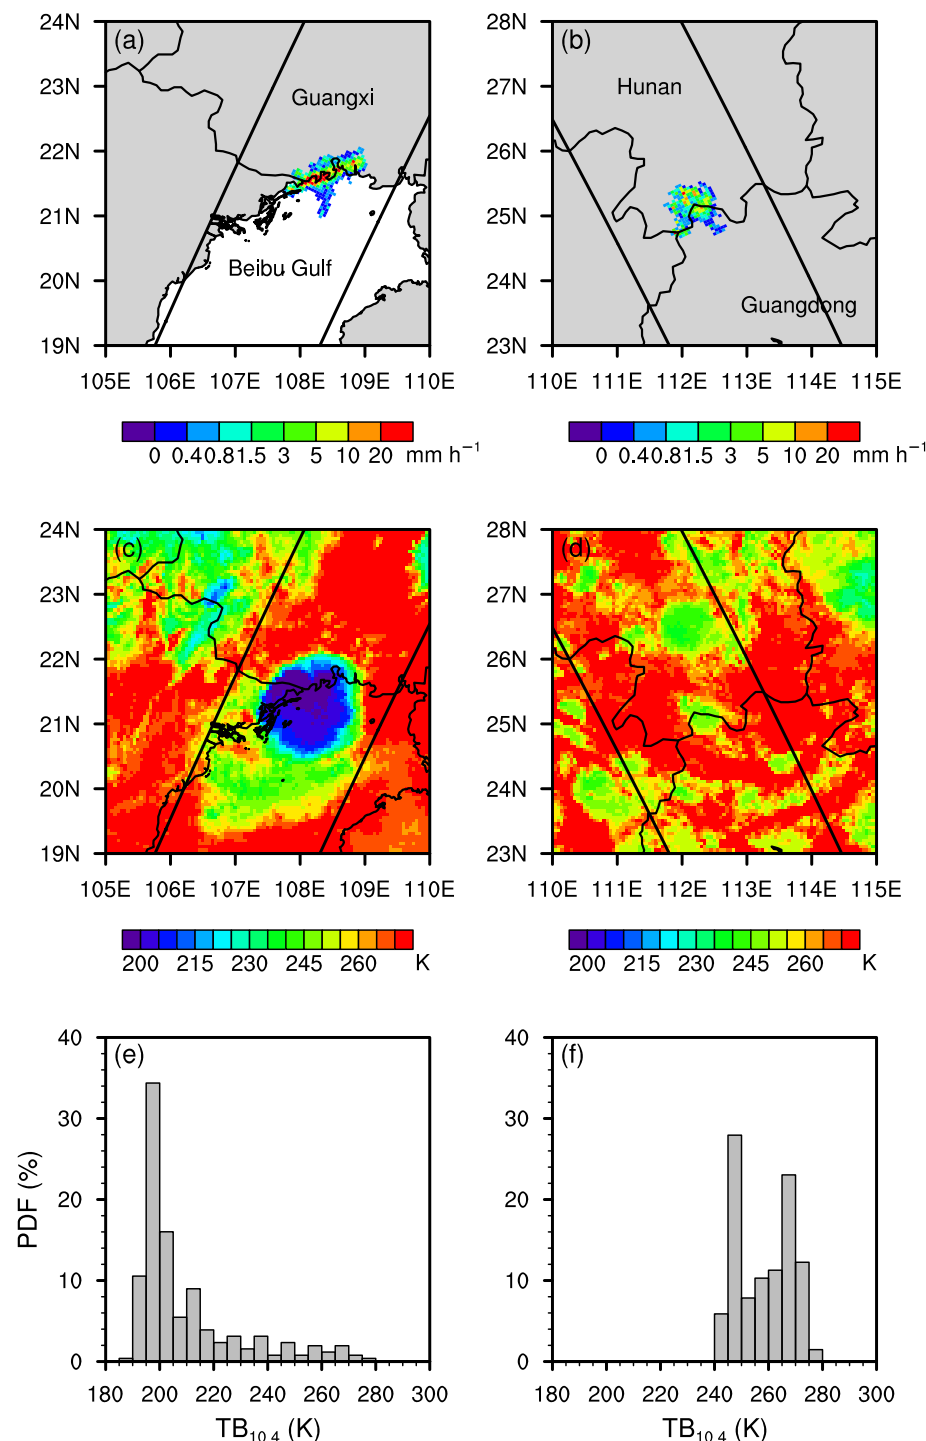 24N
23N
22N
21N
20N
19N
(a)
Guangxi
Beibu Gulf
105E 106E 107E 108E 109E 110E
0 0.4 0.8 1.5 3 5 10 20 mm h⁻¹
28N
27N
26N
25N
24N
23N
(b)
Hunan
Guangdong
110E 111E 112E 113E 114E 115E
0 0.4 0.8 1.5 3 5 10 20 mm h⁻¹
24N
23N
22N
21N
20N
19N
(c)
105E 106E 107E 108E 109E 110E
200 215 230 245 260 K
28N
27N
26N
25N
24N
23N
(d)
110E 111E 112E 113E 114E 115E
200 215 230 245 260 K
PDF (%)
40
30
20
10
0
(e)
180 200 220 240 260 280 300
TB₁₀.₄ (K)
40
30
20
10
0
(f)
180 200 220 240 260 280 300
TB₁₀.₄ (K)